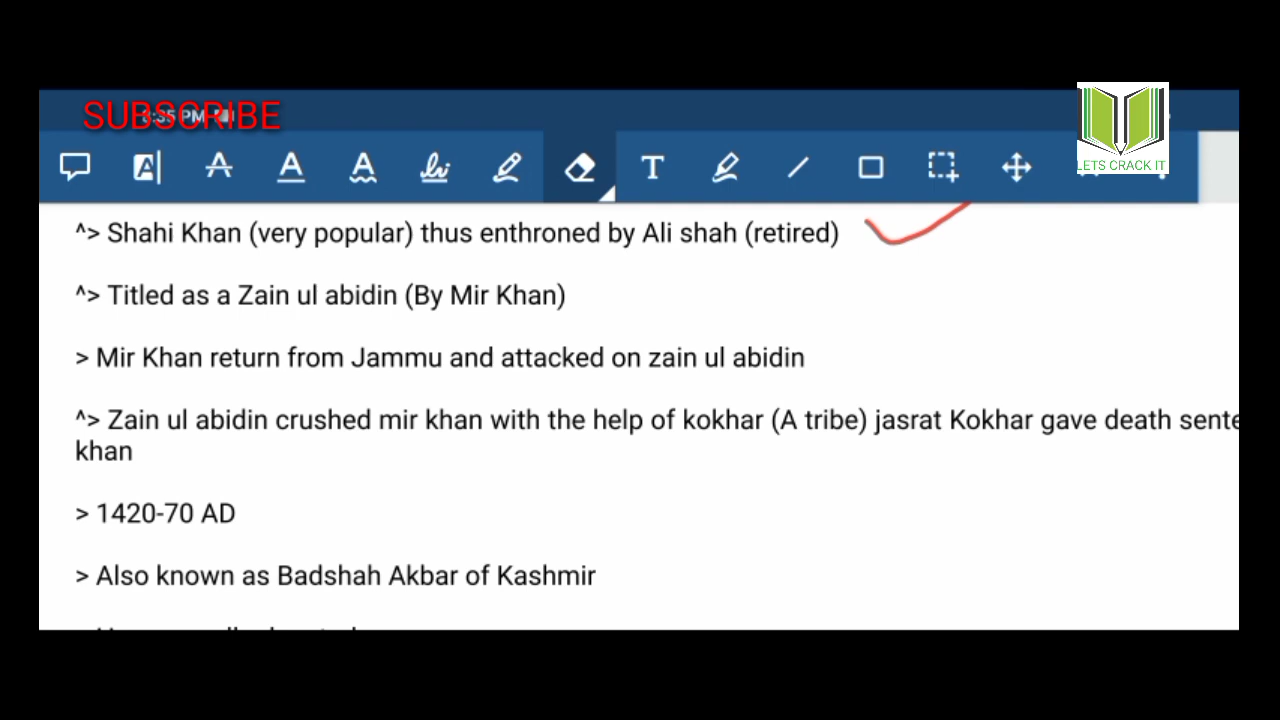 SUBSCRIBE
8:35 PM
LETS CRACK IT
^> Shahi Khan (very popular) thus enthroned by Ali shah (retired)
^> Titled as a Zain ul abidin (By Mir Khan)
> Mir Khan return from Jammu and attacked on zain ul abidin
^> Zain ul abidin crushed mir khan with the help of kokhar (A tribe) jasrat Kokhar gave death sente
khan
> 1420-70 AD
> Also known as Badshah Akbar of Kashmir